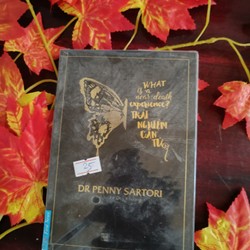 WHAT
is a
near-death
experience?
TRẢI
NGHIỆM
CẬN
TỬ
DR PENNY SARTORI